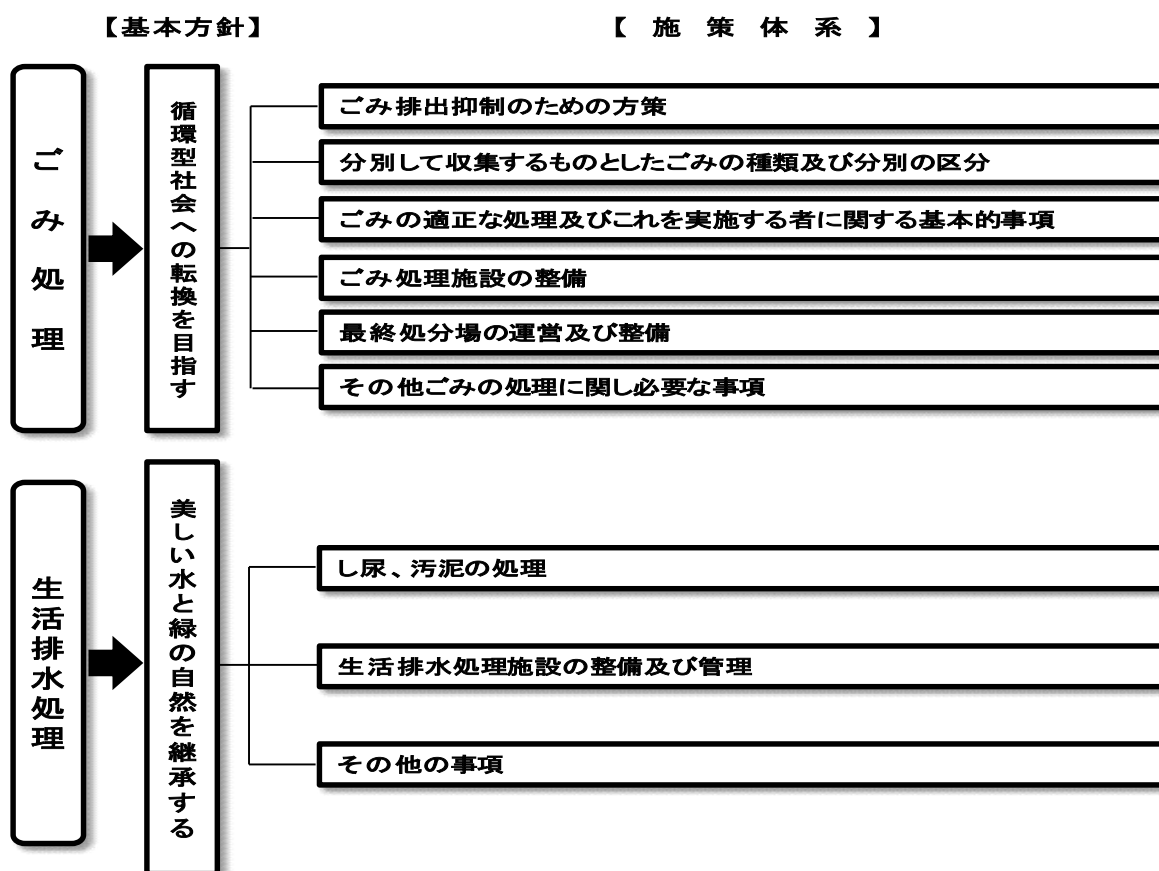 【基本方針】
【 施 策 体 系 】
ごみ処理
循環型社会への転換を目指す
ごみ排出抑制のための方策
分別して収集するものとしたごみの種類及び分別の区分
ごみの適正な処理及びこれを実施する者に関する基本的事項
ごみ処理施設の整備
最終処分場の運営及び整備
その他ごみの処理に関し必要な事項
生活排水処理
美しい水と緑の自然を継承する
し尿、汚泥の処理
生活排水処理施設の整備及び管理
その他の事項